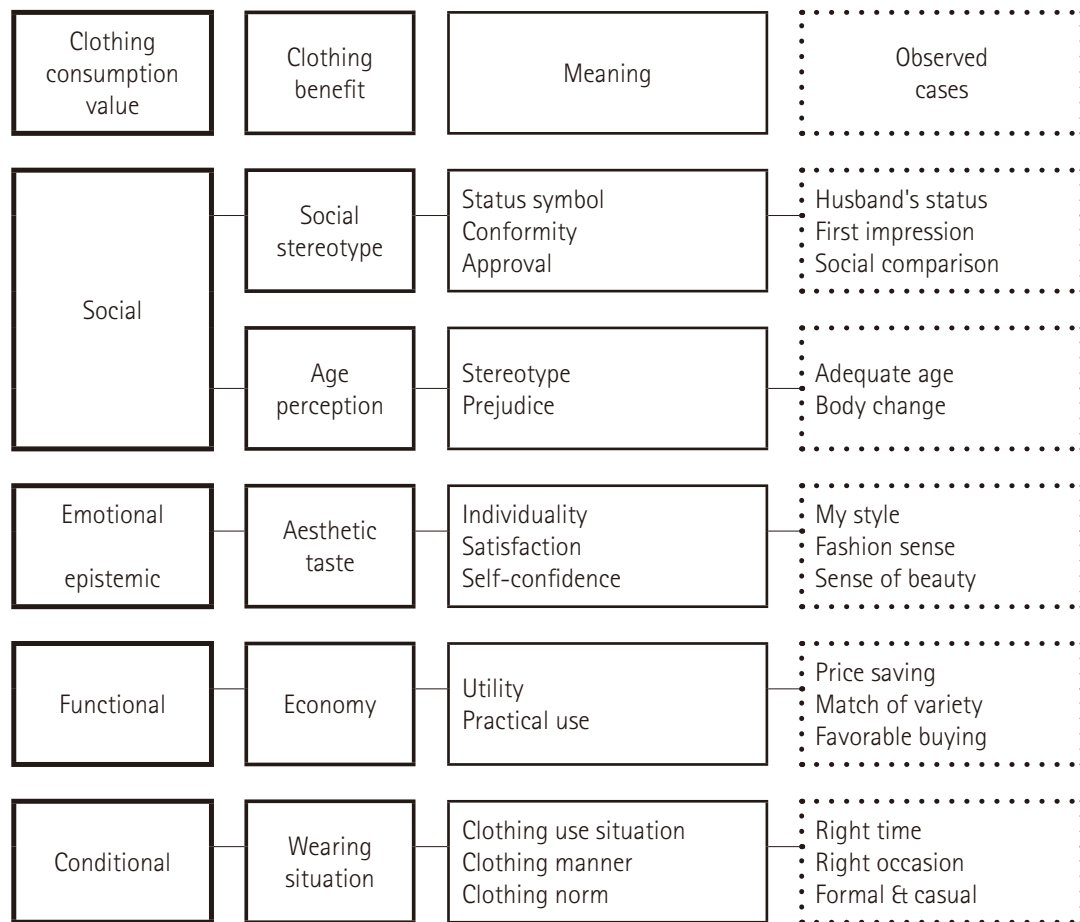 Clothing
consumption
value
Clothing
benefit
Meaning
Observed
cases
Social
Social
stereotype
Status symbol
Conformity
Approval
Husband's status
First impression
Social comparison
Age
perception
Stereotype
Prejudice
Adequate age
Body change
Emotional
epistemic
Aesthetic
taste
Individuality
Satisfaction
Self-confidence
My style
Fashion sense
Sense of beauty
Functional
Economy
Utility
Practical use
Price saving
Match of variety
Favorable buying
Conditional
Wearing
situation
Clothing use situation
Clothing manner
Clothing norm
Right time
Right occasion
Formal & casual